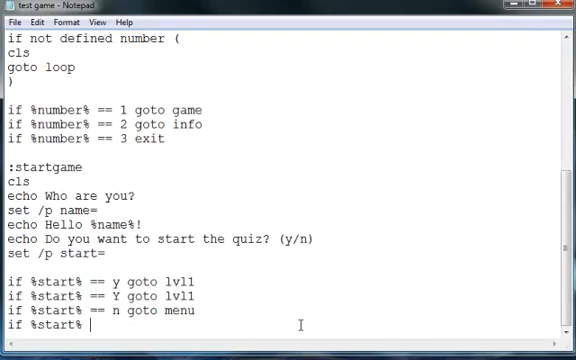 test game - Notepad
File Edit Format View Help
if not defined number (
cls
goto loop
)
if %number% == 1 goto game
if %number% == 2 goto info
if %number% == 3 exit
:startgame
cls
echo Who are you?
set /p name=
echo Hello %name%!
echo Do you want to start the quiz? (y/n)
set /p start=
if %start% == y goto lvl1
if %start% == Y goto lvl1
if %start% == n goto menu
if %start%